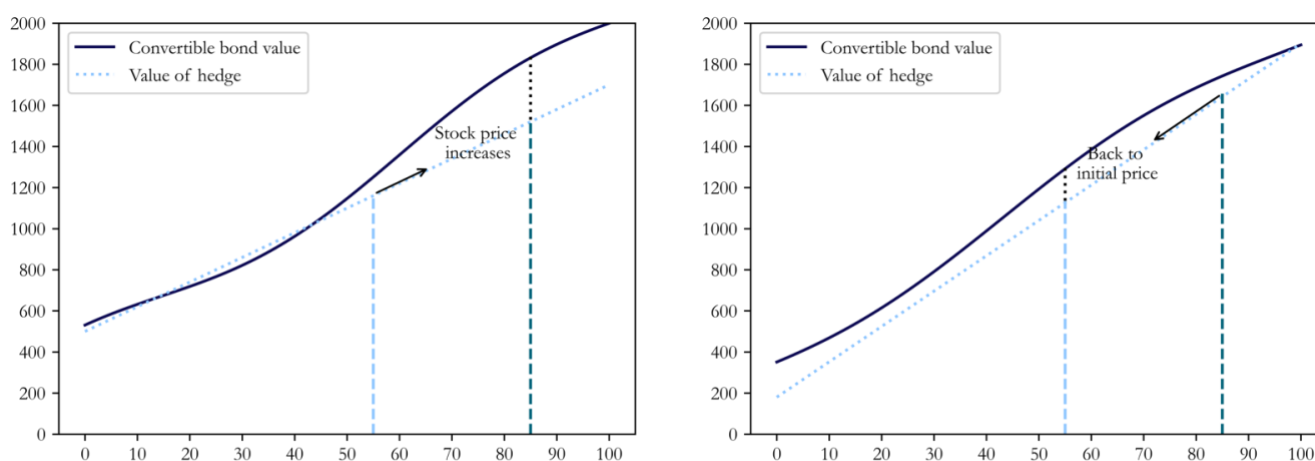 2000
1800
1600
1400
1200
1000
800
600
400
200
0
Convertible bond value
Value of hedge
Stock price
increases
0 10 20 30 40 50 60 70 80 90 100
2000
1800
1600
1400
1200
1000
800
600
400
200
0
Convertible bond value
Value of hedge
Back to
initial price
0 10 20 30 40 50 60 70 80 90 100